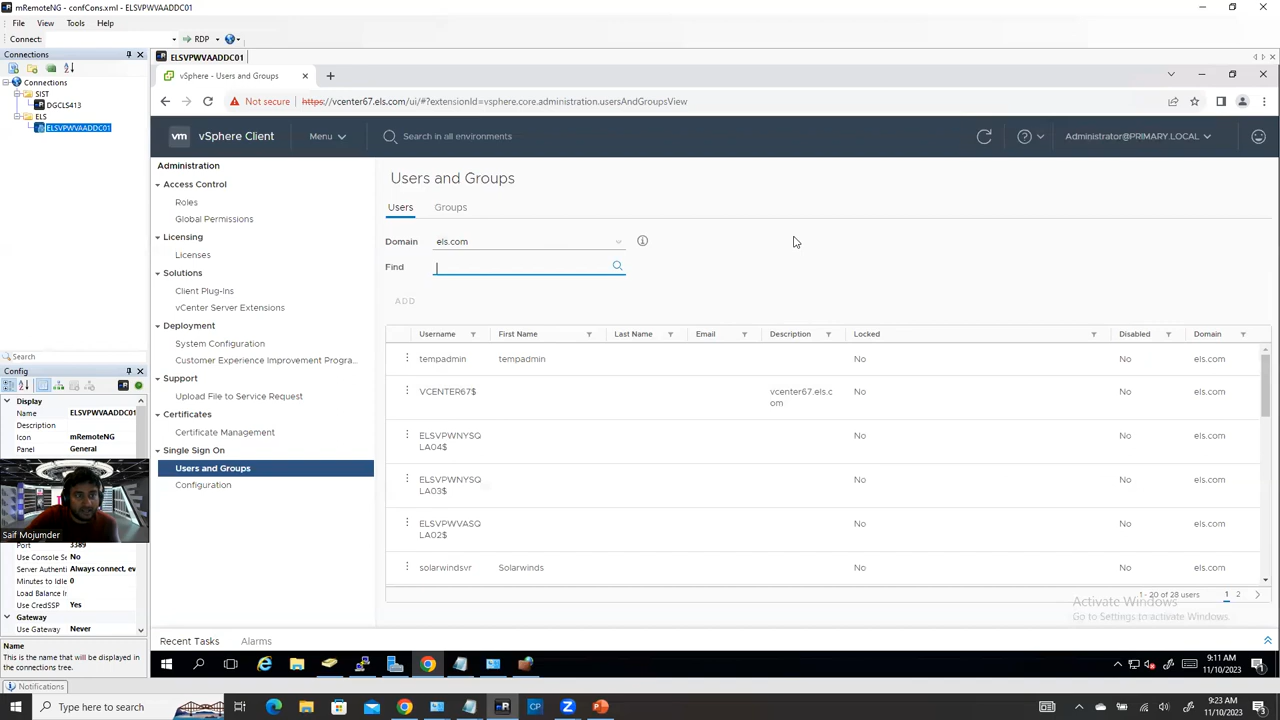 mRemoteNG - confCons.xml - ELSVPWVAADDC01
File View Tools Help
Connect: RDP
Connections
Connections
SIST
DGCLS413
ELS
ELSVPWVAADDC01
Search
Config
Display
Name ELSVPWVAADDC01
Description
Icon mRemoteNG
Panel General
Saif Mojumder
Port 3389
Use Console Se No
Server Authenti Always connect, ev
Minutes to Idle 0
Load Balance In
Use CredSSP Yes
Gateway
Use Gateway Never
Name
This is the name that will be displayed in the connections tree.
Notifications
ELSVPWVAADDC01
vSphere - Users and Groups
Not secure https://vcenter67.els.com/ui/#?extensionId=vsphere.core.administration.usersAndGroupsView
vm vSphere Client Menu Search in all environments Administrator@PRIMARY.LOCAL
Administration
Access Control
Roles
Global Permissions
Licensing
Licenses
Solutions
Client Plug-Ins
vCenter Server Extensions
Deployment
System Configuration
Customer Experience Improvement Progra...
Support
Upload File to Service Request
Certificates
Certificate Management
Single Sign On
Users and Groups
Configuration
Users and Groups
Users Groups
Domain els.com
Find
ADD
Username First Name Last Name Email Description Locked Disabled Domain
tempadmin tempadmin No No els.com
VCENTER67$ vcenter67.els.c No No els.com
om
ELSVPWNYSQ No No els.com
LA04$
ELSVPWNYSQ No No els.com
LA03$
ELSVPWVASQ No No els.com
LA02$
solarwindsvr Solarwinds No No els.com
1 - 20 of 28 users 1 2
Activate Windows
Go to Settings to activate Windows.
Recent Tasks Alarms
9:11 AM
11/10/2023
Type here to search
9:23 AM
11/10/2023